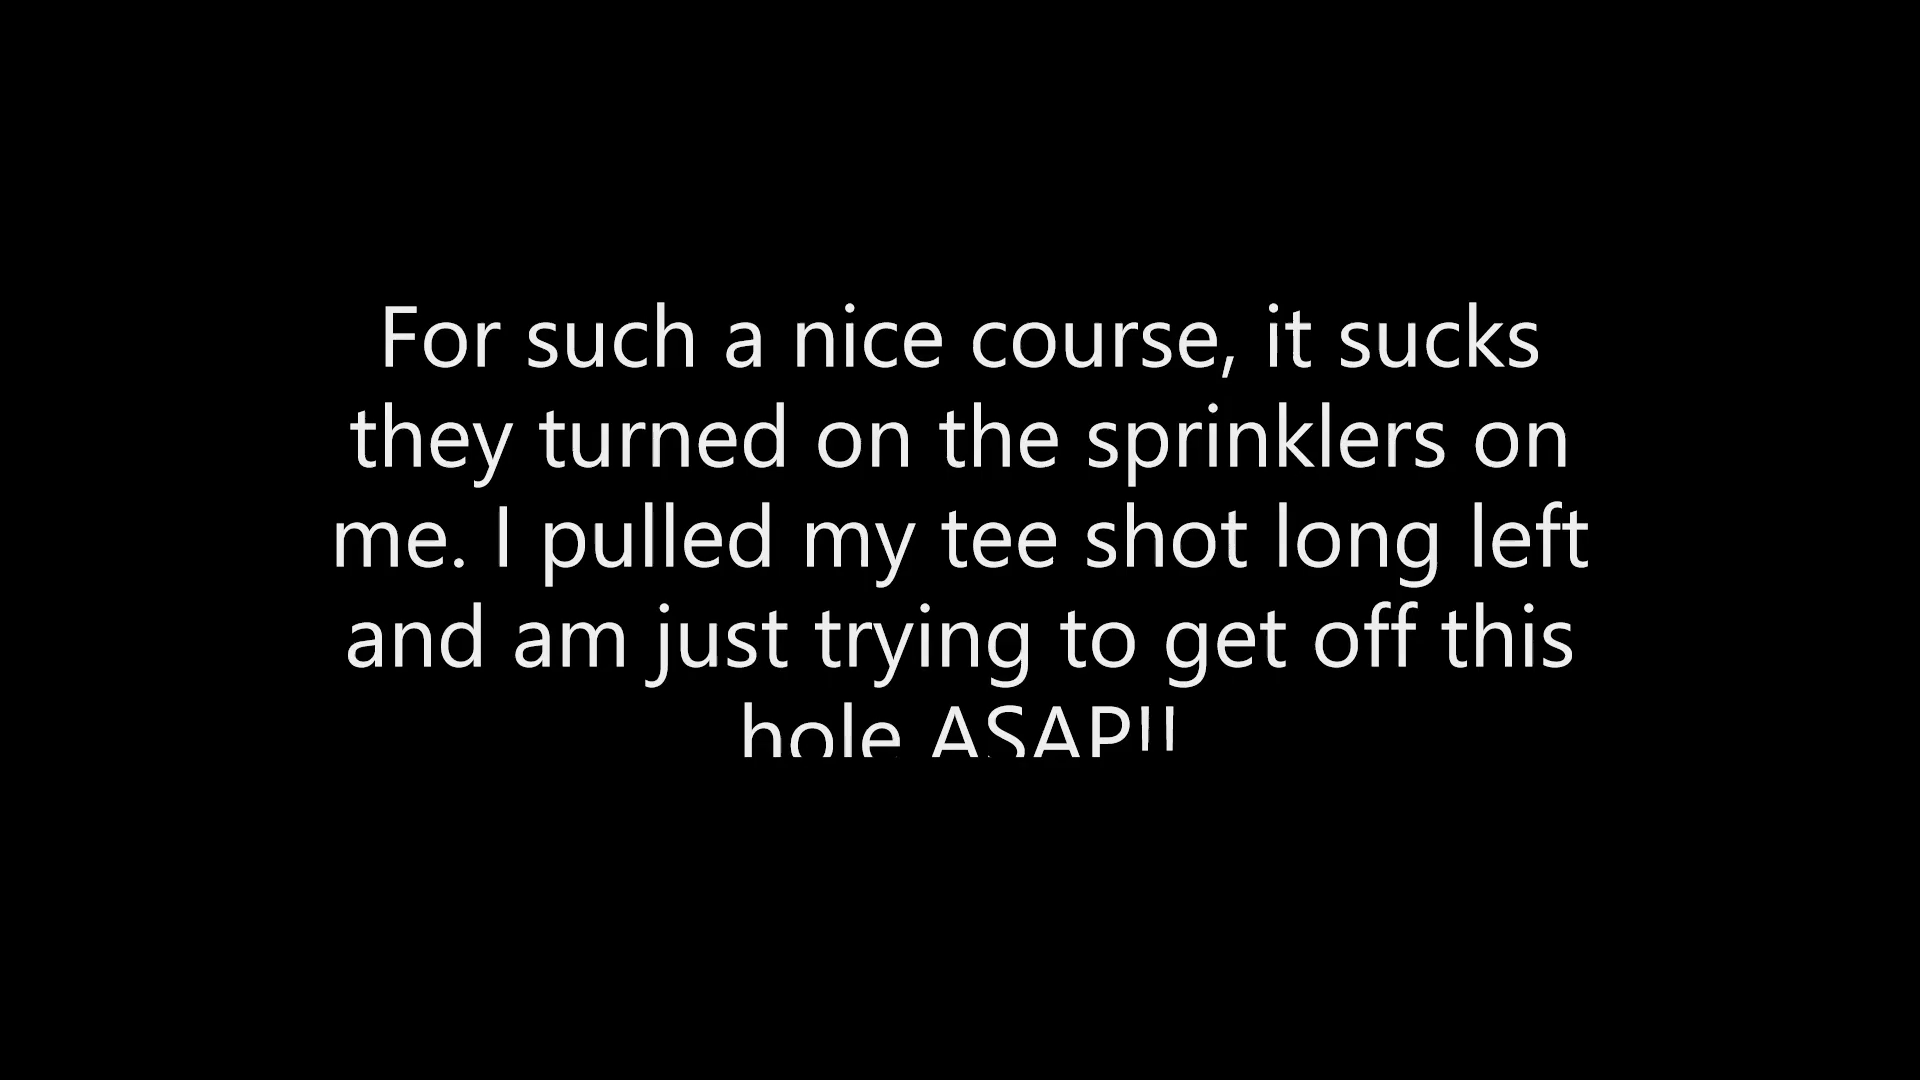 For such a nice course, it sucks
they turned on the sprinklers on
me. I pulled my tee shot long left
and am just trying to get off this
hole ASAP!!